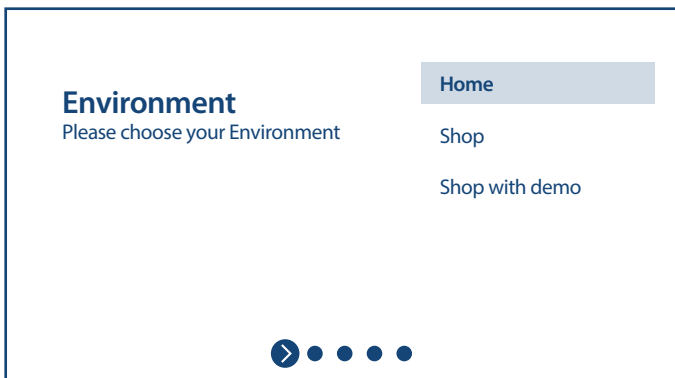 Environment
Please choose your Environment
Home
Shop
Shop with demo